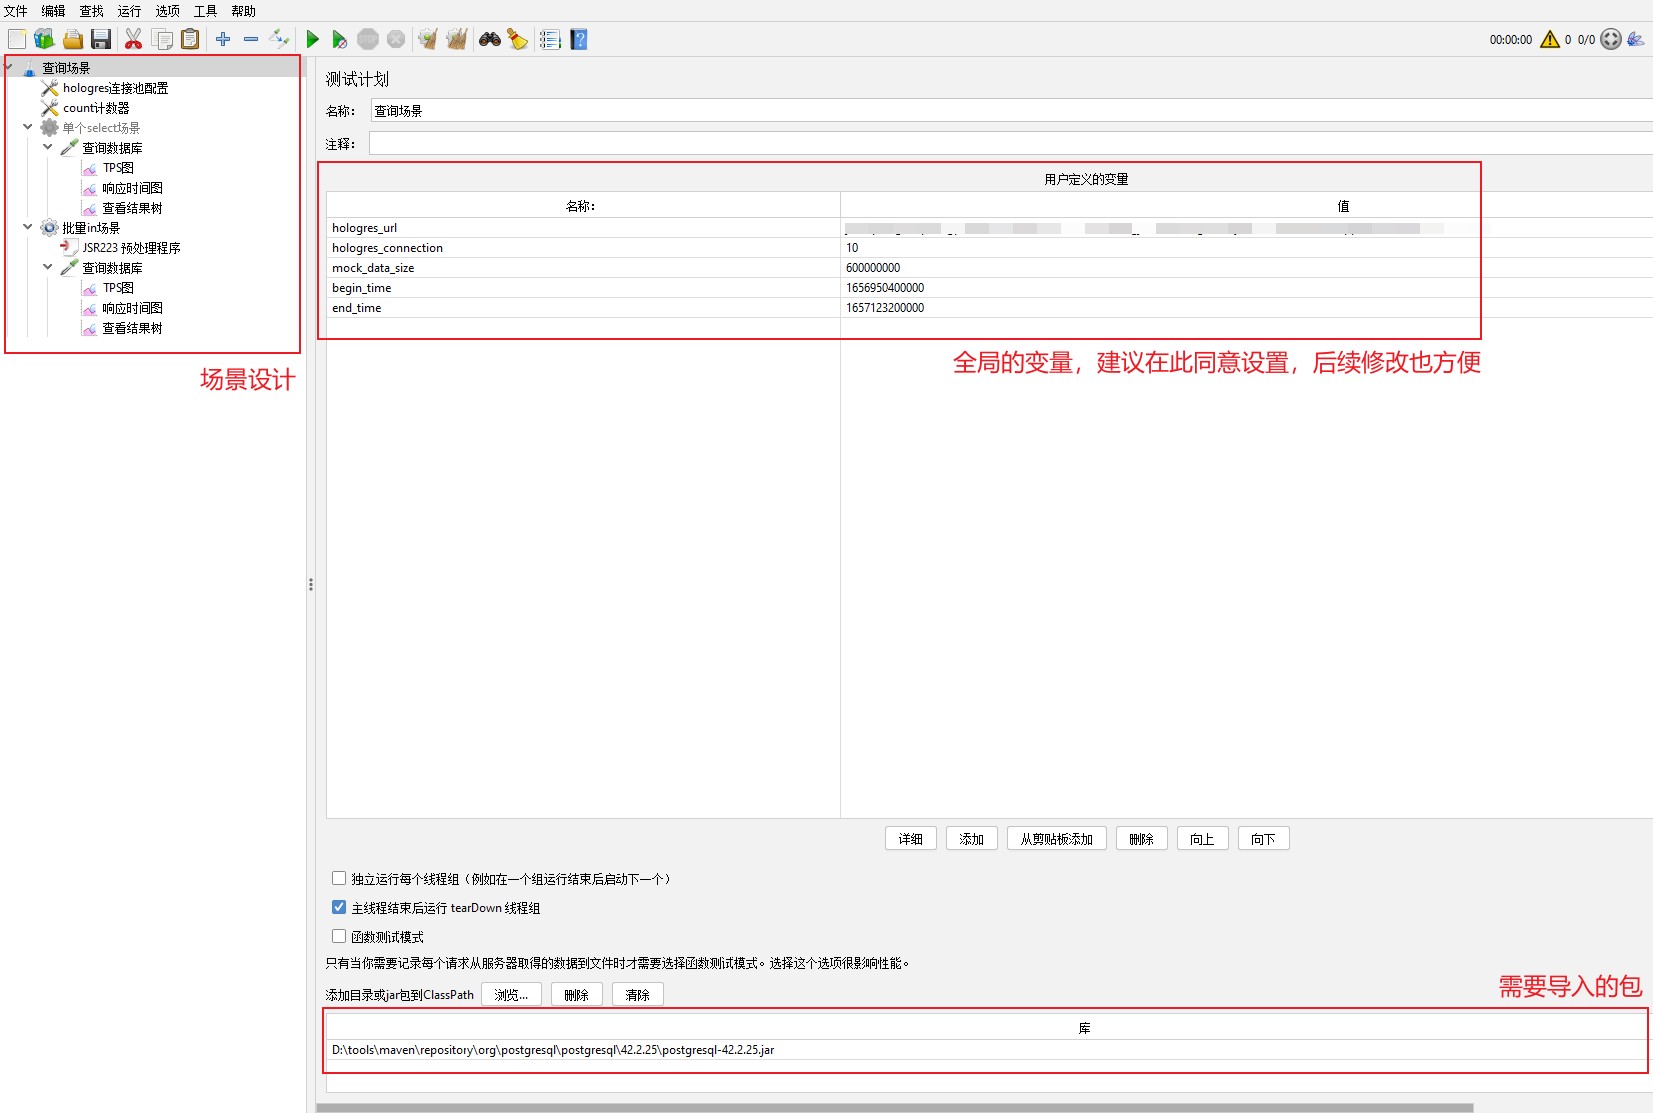 文件 编辑 查找 运行 选项 工具 帮助
00:00:00 0 0/0
查询场景
hologres连接池配置
count计数器
单个select场景
查询数据库
TPS图
响应时间图
查看结果树
批量in场景
JSR223 预处理程序
查询数据库
TPS图
响应时间图
查看结果树
场景设计
测试计划
名称： 查询场景
注释：
用户定义的变量
名称： 值
hologres_url
hologres_connection 10
mock_data_size 600000000
begin_time 1656950400000
end_time 1657123200000
全局的变量，建议在此同意设置，后续修改也方便
详细 添加 从剪贴板添加 删除 向上 向下
独立运行每个线程组（例如在一个组运行结束后启动下一个）
主线程结束后运行 tearDown 线程组
函数测试模式
只有当你需要记录每个请求从服务器取得的数据到文件时才需要选择函数测试模式。选择这个选项很影响性能。
需要导入的包
添加目录或jar包到ClassPath 浏览... 删除 清除
库
D:\tools\maven\repository\org\postgresql\postgresql\42.2.25\postgresql-42.2.25.jar